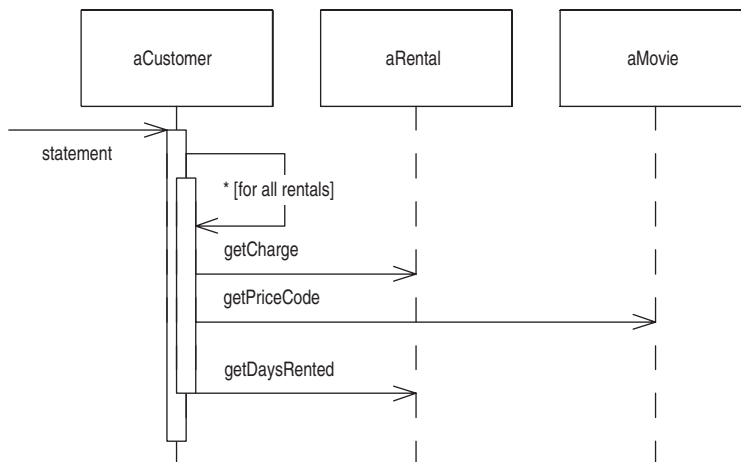 aCustomer
aRental
aMovie
statement
* [for all rentals]
getCharge
getPriceCode
getDaysRented